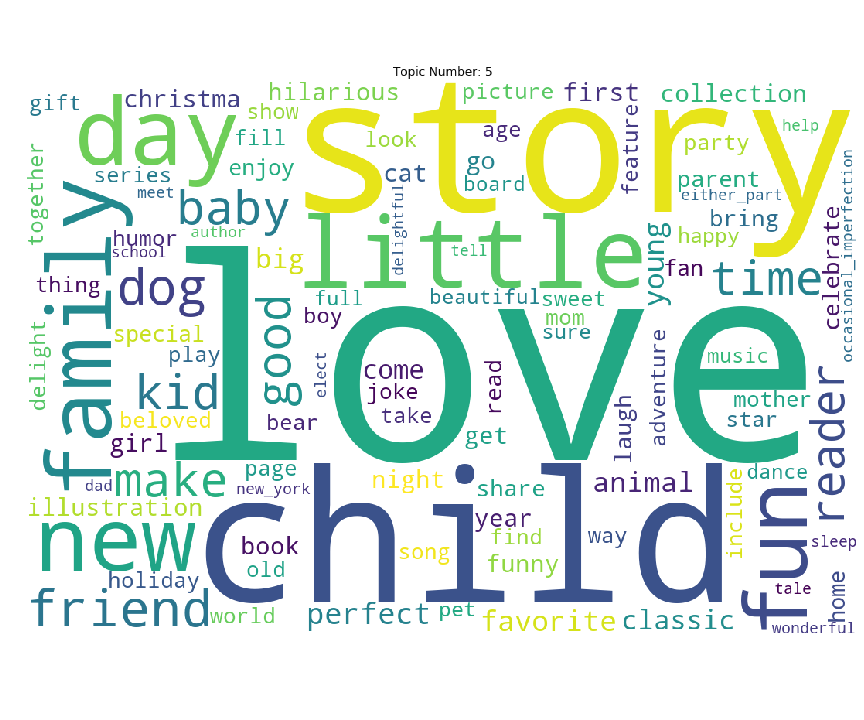 Topic Number: 5
gift
christma
hilarious
picture
first
collection
day
show
story
help
fill
look
age
feature
party
together
series
enjoy
cat
go
board
parent
either_part
meet
baby
delightful
bring
family
humor
author
little
tell
young
happy
school
big
fan
time
celebrate
occasional_imperfection
thing
dog
love
full
beautiful
sweet
good
boy
mom
sure
delight
special
play
elect
come
joke
read
take
laugh
adventure
music
kid
beloved
bear
mother
star
girl
get
reader
dad
make
page
new_york
night
share
animal
include
dance
illustration
new
child
year
fun
book
song
find
way
sleep
old
funny
holiday
tale
home
friend
world
perfect
pet
favorite
classic
wonderful